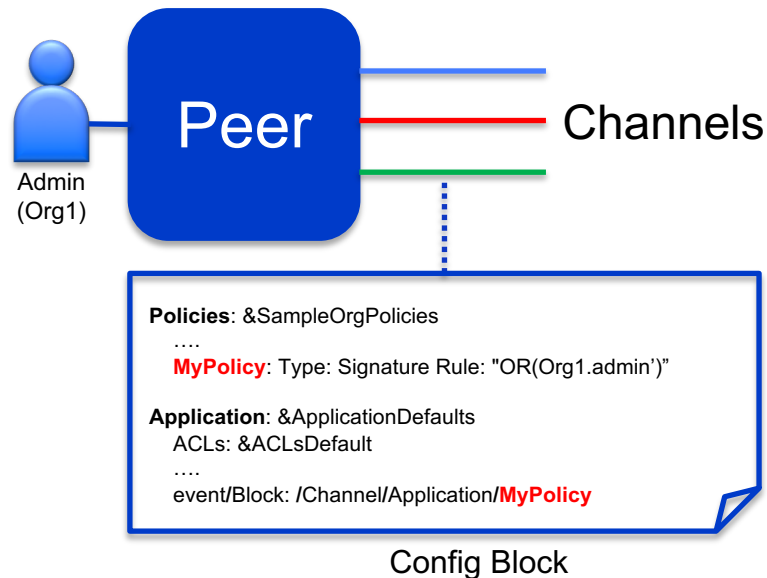 Peer
Channels
Admin
(Org1)
Policies: &SampleOrgPolicies
….
MyPolicy: Type: Signature Rule: "OR(Org1.admin’)”
Application: &ApplicationDefaults
ACLs: &ACLsDefault
….
event/Block: /Channel/Application/MyPolicy
Config Block